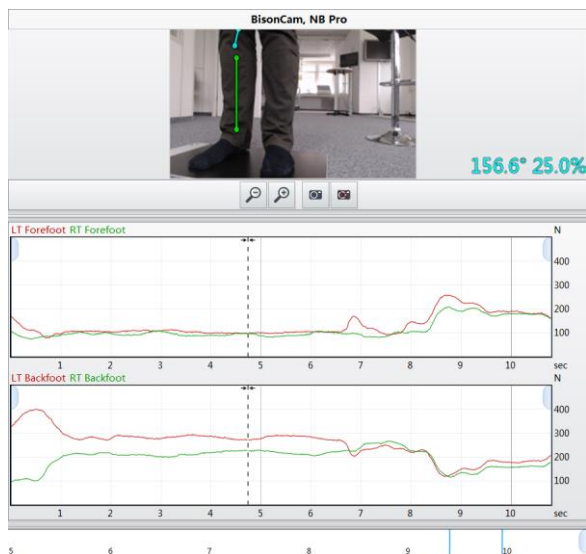 BisonCam, NB Pro
156.6° 25.0%
LT Forefoot RT Forefoot N
400
300
200
100
1 2 3 4 5 6 7 8 9 10 sec
LT Backfoot RT Backfoot N
400
300
200
100
1 2 3 4 5 6 7 8 9 10 sec
5 6 7 8 9 10